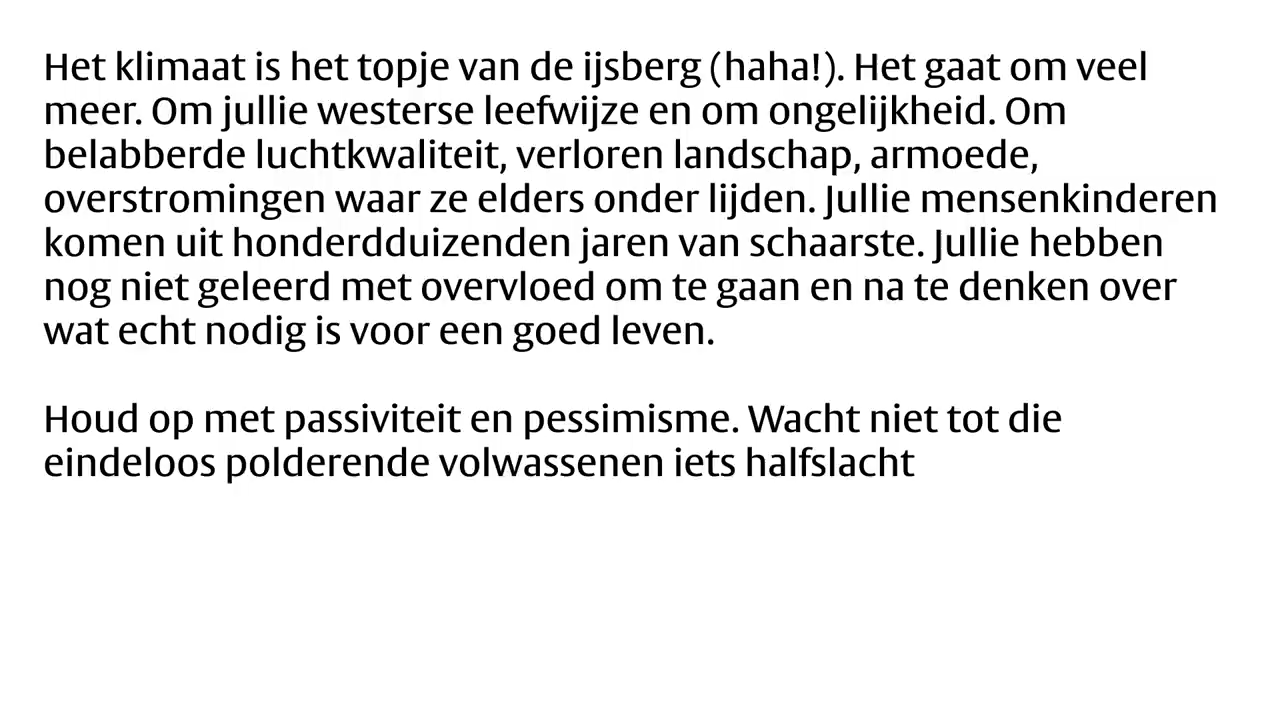 Het klimaat is het topje van de ijsberg (haha!). Het gaat om veel
meer. Om jullie westerse leefwijze en om ongelijkheid. Om
belabberde luchtkwaliteit, verloren landschap, armoede,
overstromingen waar ze elders onder lijden. Jullie mensenkinderen
komen uit honderdduizenden jaren van schaarste. Jullie hebben
nog niet geleerd met overvloed om te gaan en na te denken over
wat echt nodig is voor een goed leven.
Houd op met passiviteit en pessimisme. Wacht niet tot die
eindeloos polderende volwassenen iets halfslacht